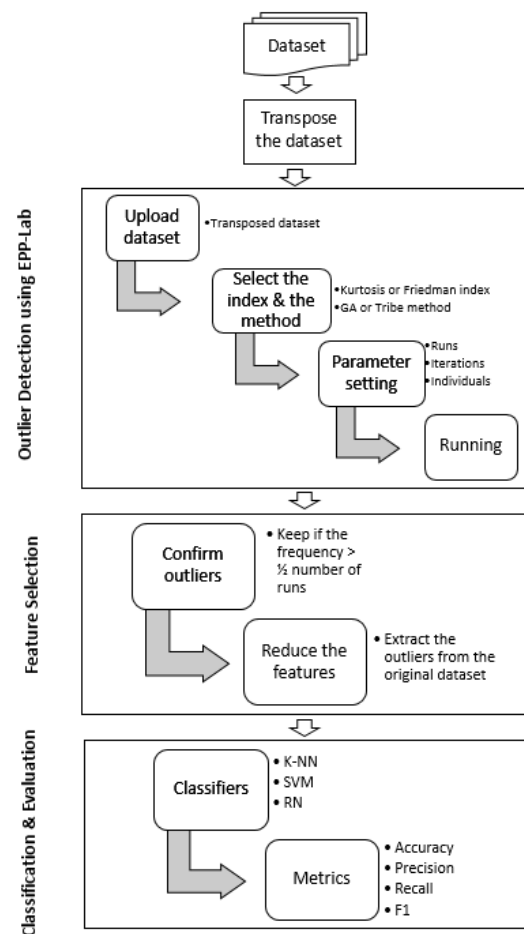 Dataset
Transpose
the dataset
Outlier Detection using EPP-Lab
Upload
dataset
•Transposed dataset
Select the
index & the
method
•Kurtosis or Friedman index
•GA or Tribe method
Parameter
setting
•Runs
•Iterations
•Individuals
Running
Feature Selection
Confirm
outliers
• Keep if the
frequency >
½ number of
runs
Reduce the
features
• Extract the
outliers from the
original dataset
Classification & Evaluation
Classifiers
• K-NN
• SVM
• RN
Metrics
• Accuracy
• Precision
• Recall
• F1